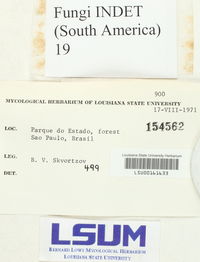 Fungi INDET
(South America)
19
900
MYCOLOGICAL HERBARIUM OF LOUISIANA STATE UNIVERSITY
17-VIII-1971
LOC. Parque do Estado, forest
Sao Paulo, Brasil
154562
LEG. B. V. Skvortzov
DET. 499
Louisiana State University Herbarium
LSUM
BERNARD LOWY MYCOLOGICAL HERBARIUM
LOUISIANA STATE UNIVERSITY